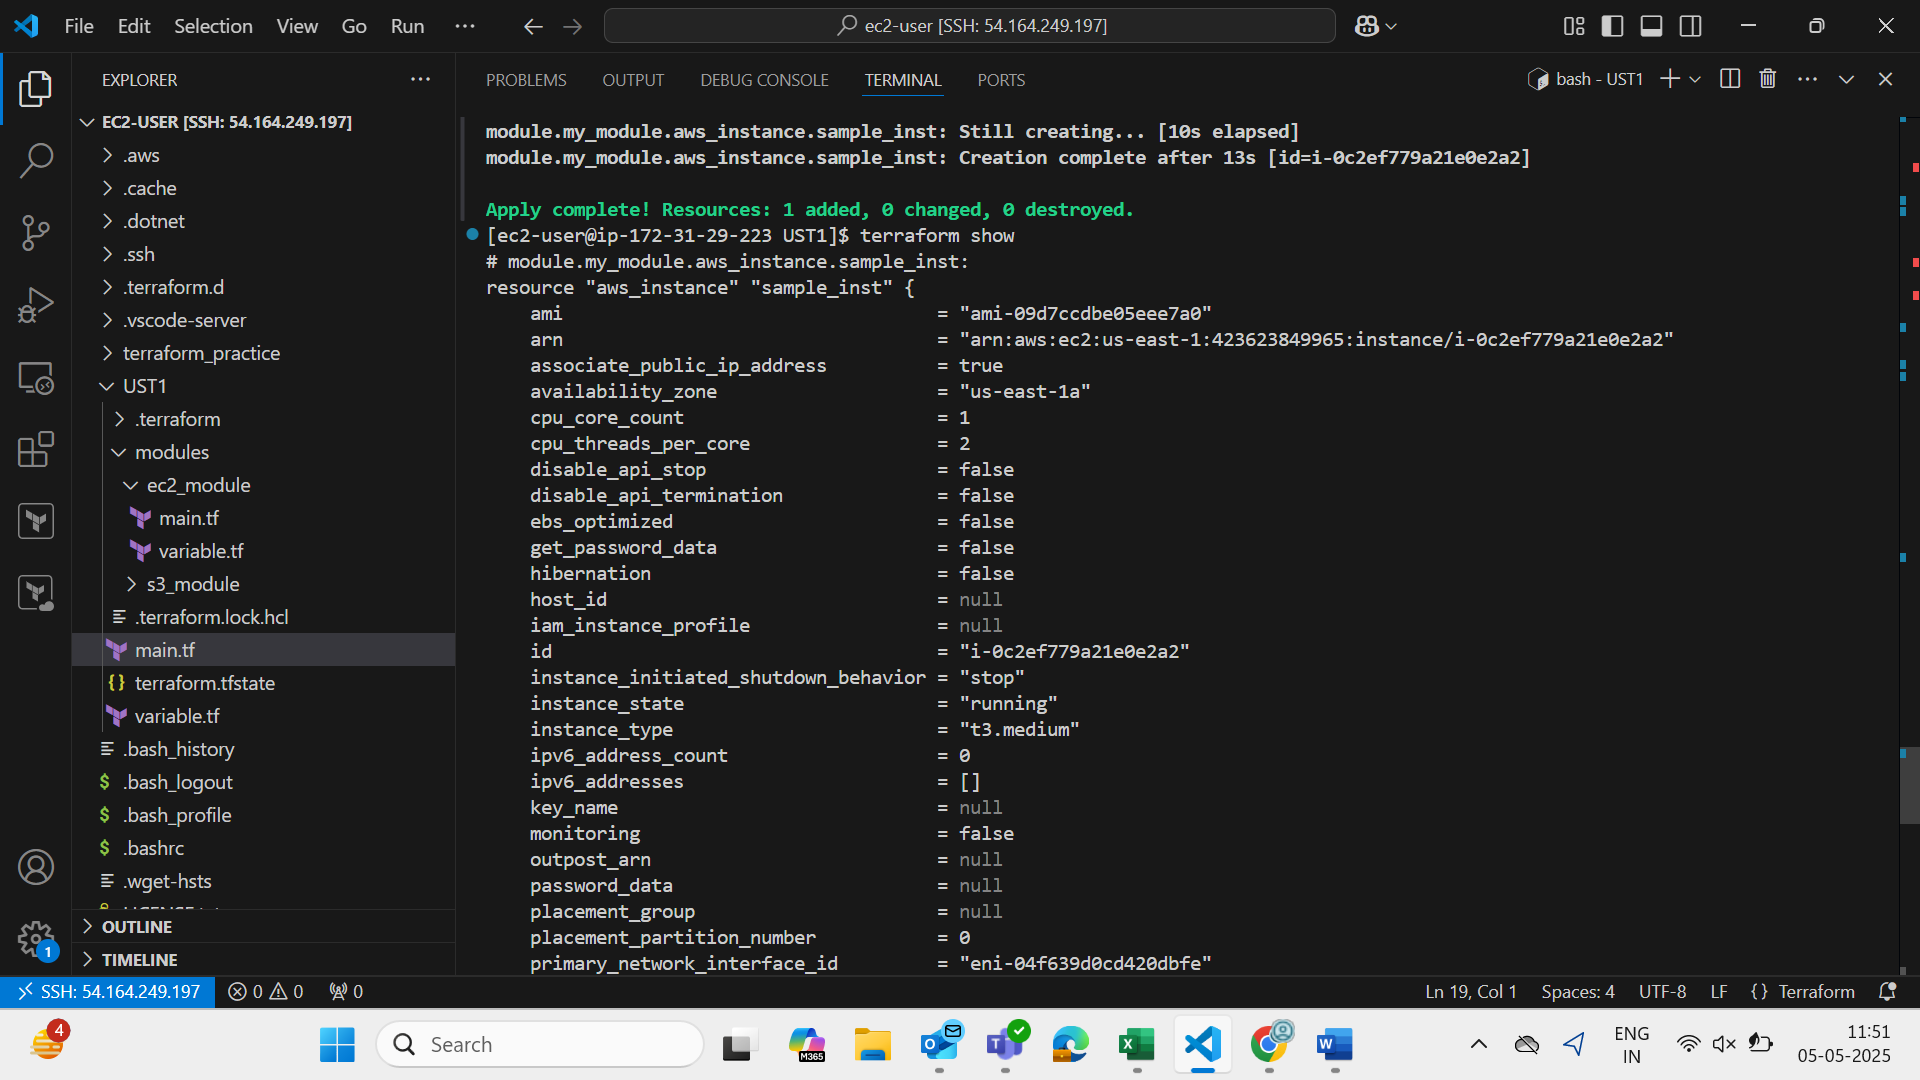 File Edit Selection View Go Run ···
ec2-user [SSH: 54.164.249.197]
EXPLORER
EC2-USER [SSH: 54.164.249.197]
.aws
.cache
.dotnet
.ssh
.terraform.d
.vscode-server
terraform_practice
UST1
.terraform
modules
ec2_module
main.tf
variable.tf
s3_module
.terraform.lock.hcl
main.tf
terraform.tfstate
variable.tf
.bash_history
.bash_logout
.bash_profile
.bashrc
.wget-hsts
OUTLINE
TIMELINE
1
PROBLEMS OUTPUT DEBUG CONSOLE TERMINAL PORTS
bash - UST1
module.my_module.aws_instance.sample_inst: Still creating... [10s elapsed]
module.my_module.aws_instance.sample_inst: Creation complete after 13s [id=i-0c2ef779a21e0e2a2]
Apply complete! Resources: 1 added, 0 changed, 0 destroyed.
[ec2-user@ip-172-31-29-223 UST1]$ terraform show
# module.my_module.aws_instance.sample_inst:
resource "aws_instance" "sample_inst" {
ami = "ami-09d7ccdbe05eee7a0"
arn = "arn:aws:ec2:us-east-1:423623849965:instance/i-0c2ef779a21e0e2a2"
associate_public_ip_address = true
availability_zone = "us-east-1a"
cpu_core_count = 1
cpu_threads_per_core = 2
disable_api_stop = false
disable_api_termination = false
ebs_optimized = false
get_password_data = false
hibernation = false
host_id = null
iam_instance_profile = null
id = "i-0c2ef779a21e0e2a2"
instance_initiated_shutdown_behavior = "stop"
instance_state = "running"
instance_type = "t3.medium"
ipv6_address_count = 0
ipv6_addresses = []
key_name = null
monitoring = false
outpost_arn = null
password_data = null
placement_group = null
placement_partition_number = 0
primary_network_interface_id = "eni-04f639d0cd420dbfe"
SSH: 54.164.249.197 0 0 0
Ln 19, Col 1 Spaces: 4 UTF-8 LF {} Terraform
4
Search
M365
ENG
IN
11:51
05-05-2025